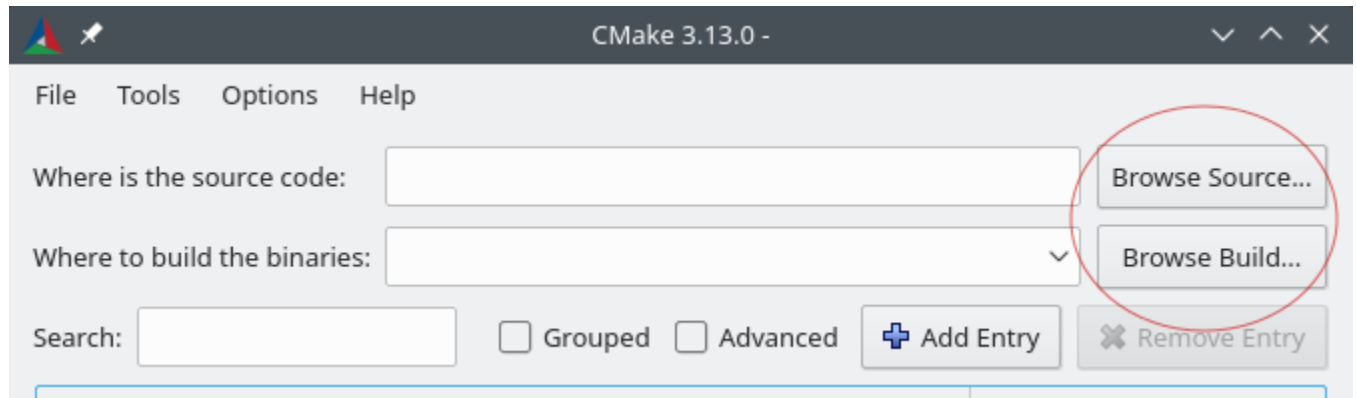 CMake 3.13.0 -
File Tools Options Help
Where is the source code: Browse Source...
Where to build the binaries: Browse Build...
Search: Grouped Advanced Add Entry Remove Entry